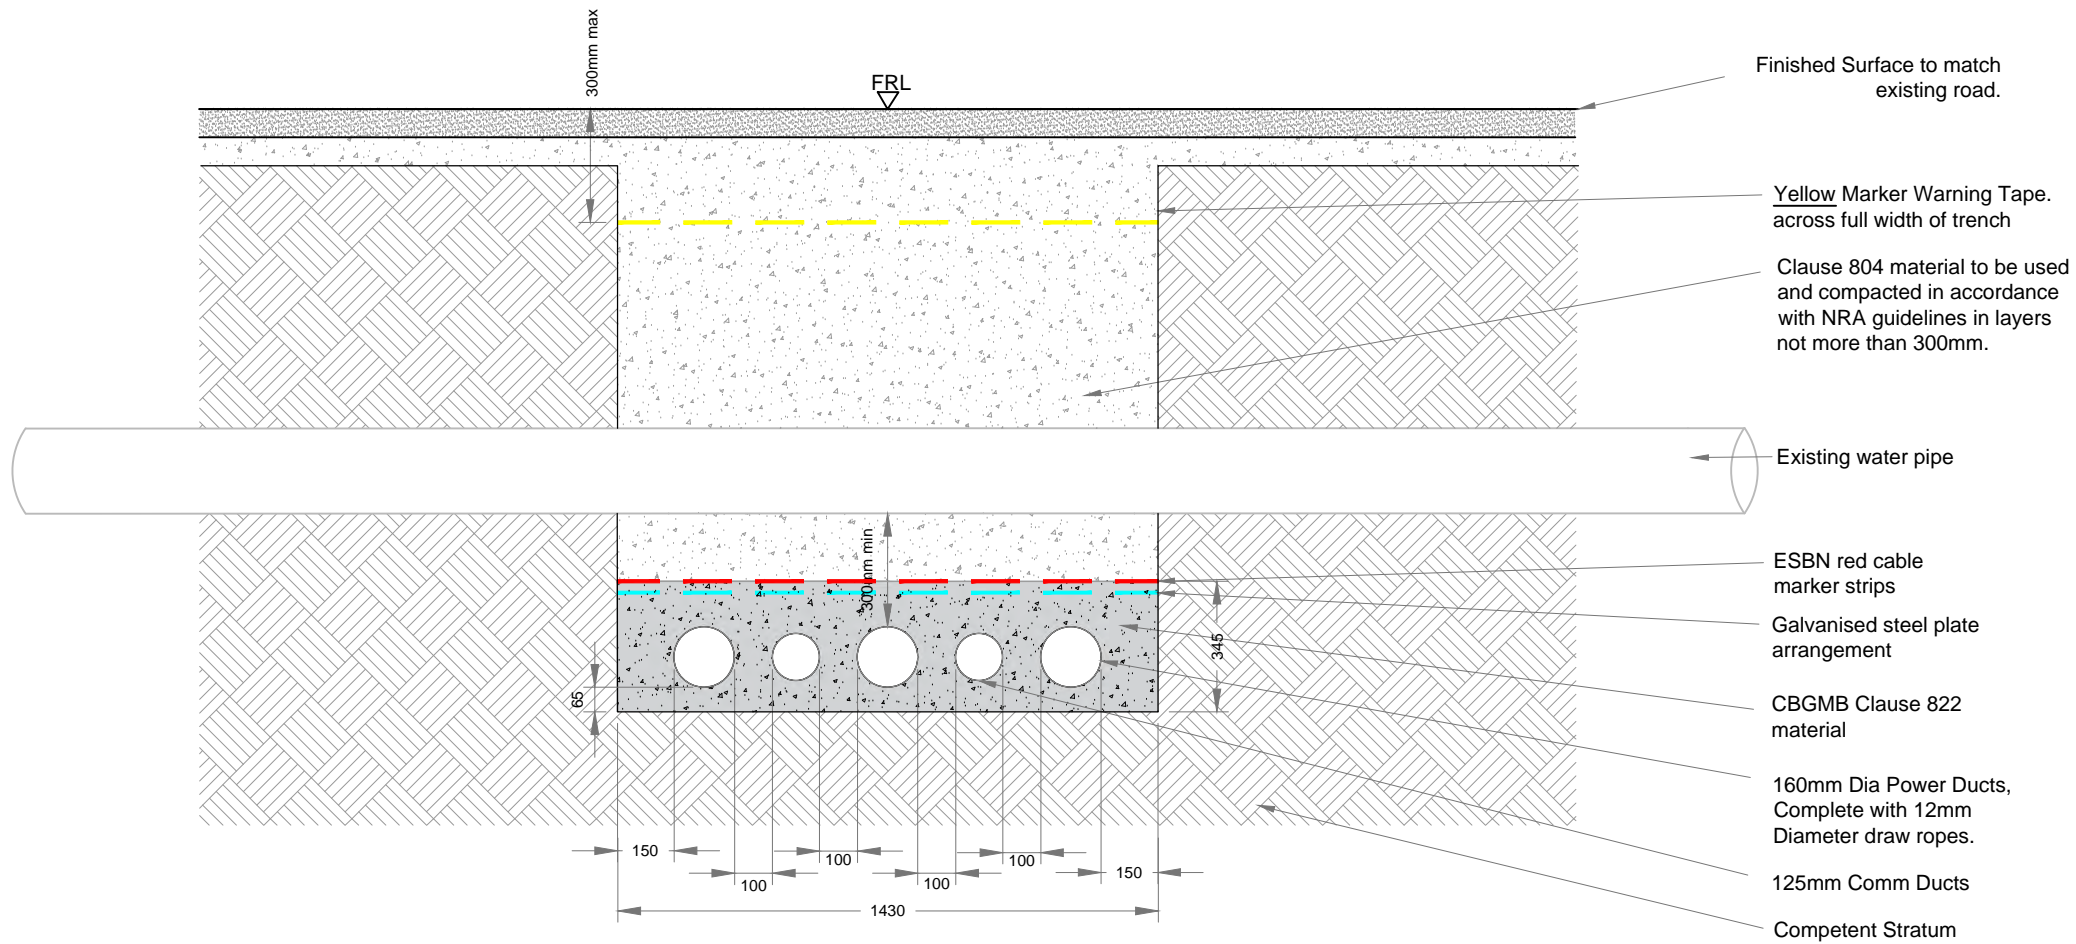 300mm max
FRL
Finished Surface to match
existing road.
Yellow Marker Warning Tape.
across full width of trench
Clause 804 material to be used
and compacted in accordance
with NRA guidelines in layers
not more than 300mm.
Existing water pipe
300mm min
ESBN red cable
marker strips
Galvanised steel plate
arrangement
345
65
CBGMB Clause 822
material
160mm Dia Power Ducts,
Complete with 12mm
Diameter draw ropes.
125mm Comm Ducts
Competent Stratum
150
100
100
100
100
150
1430